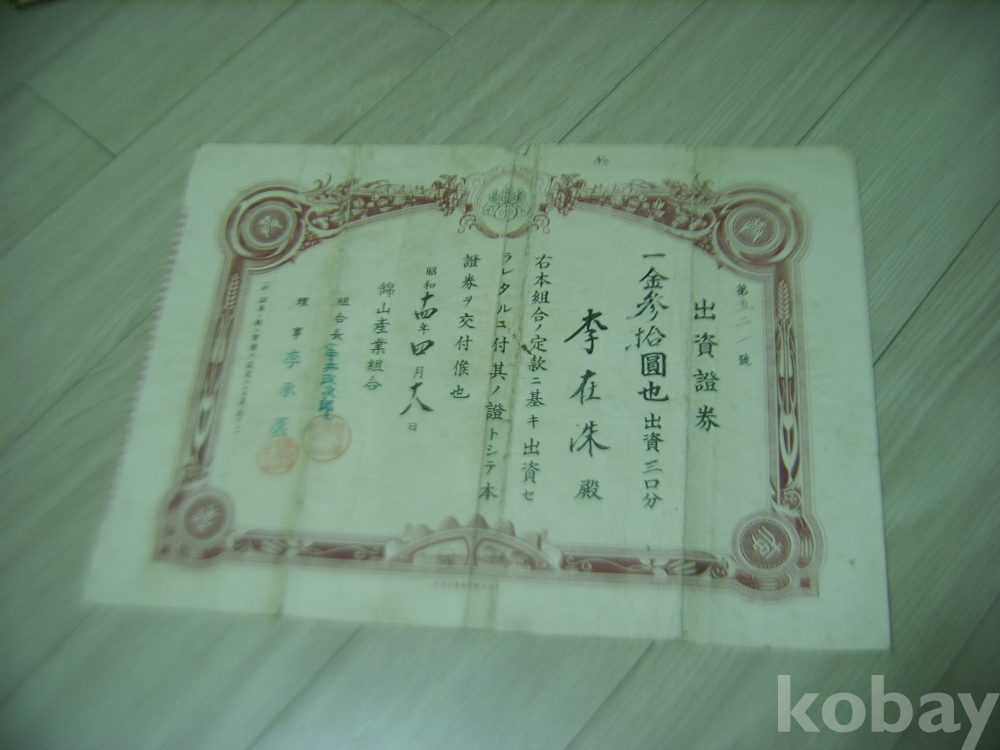 №
出資證券
第五二一號
一金參拾圓也 出資三口分
李在洙殿
右本組合ノ定款ニ基キ出資セ
ラレタルニ付其ノ證トシテ本
證券ヲ交付候也
昭和十四年四月十八日
錦山産業組合
組合長
理事 李承
kobay